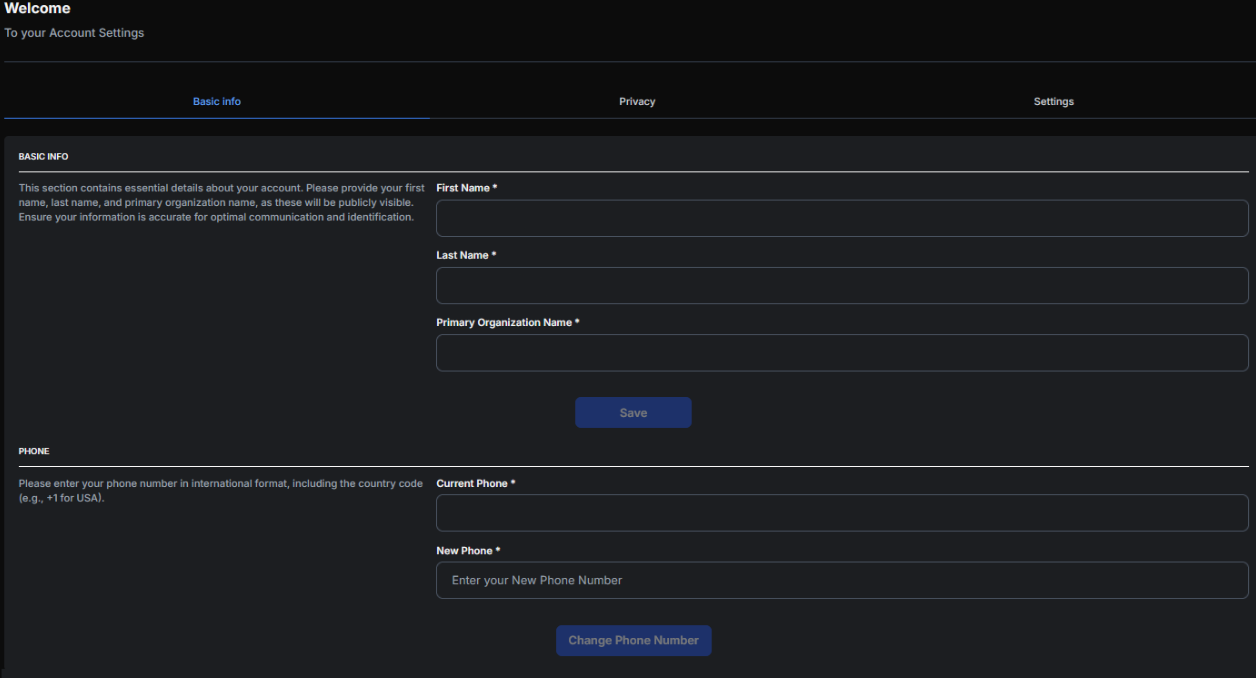 Welcome
To your Account Settings
Basic info
Privacy
Settings
BASIC INFO
This section contains essential details about your account. Please provide your first
name, last name, and primary organization name, as these will be publicly visible.
Ensure your information is accurate for optimal communication and identification.
First Name *
Last Name *
Primary Organization Name *
Save
PHONE
Please enter your phone number in international format, including the country code
(e.g., +1 for USA).
Current Phone *
New Phone *
Enter your New Phone Number
Change Phone Number